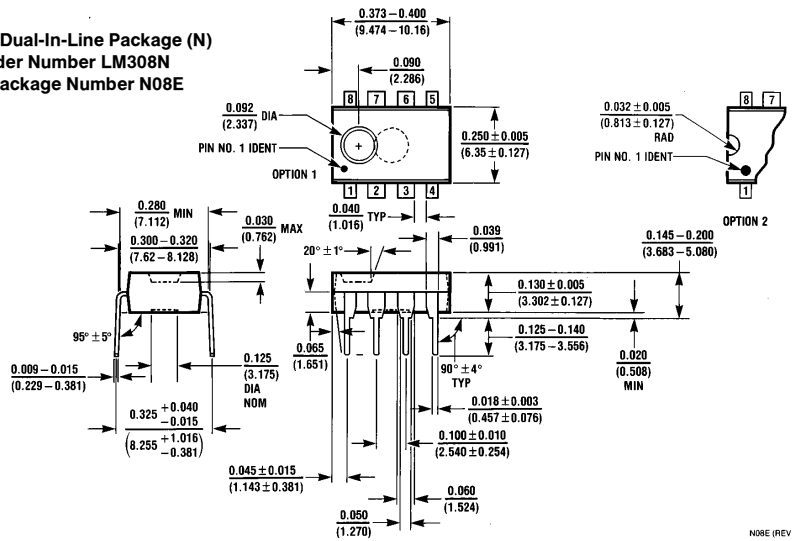 Dual-In-Line Package (N)
der Number LM308N
ackage Number N08E
0.373 – 0.400
(9.474 – 10.16)
0.090
(2.286)
8 7 6 5
0.092 DIA
(2.337)
PIN NO. 1 IDENT
OPTION 1
1 2 3 4
0.250 ± 0.005
(6.35 ± 0.127)
0.032 ± 0.005
(0.813 ± 0.127)
RAD
PIN NO. 1 IDENT
8 7
1
OPTION 2
0.280 MIN
(7.112)
0.300 – 0.320
(7.62 – 8.128)
0.030 MAX
(0.762)
0.040 TYP
(1.016)
0.039
(0.991)
20° ± 1°
0.145 – 0.200
(3.683 – 5.080)
0.130 ± 0.005
(3.302 ± 0.127)
0.125 – 0.140
(3.175 – 3.556)
0.020
(0.508)
MIN
95° ± 5°
0.009 – 0.015
(0.229 – 0.381)
0.125
(3.175)
DIA
NOM
0.065
(1.651)
90° ± 4°
TYP
0.018 ± 0.003
(0.457 ± 0.076)
0.325 +0.040
-0.015
(8.255 +1.016
-0.381)
0.100 ± 0.010
(2.540 ± 0.254)
0.045 ± 0.015
(1.143 ± 0.381)
0.060
(1.524)
0.050
(1.270)
N08E (REV